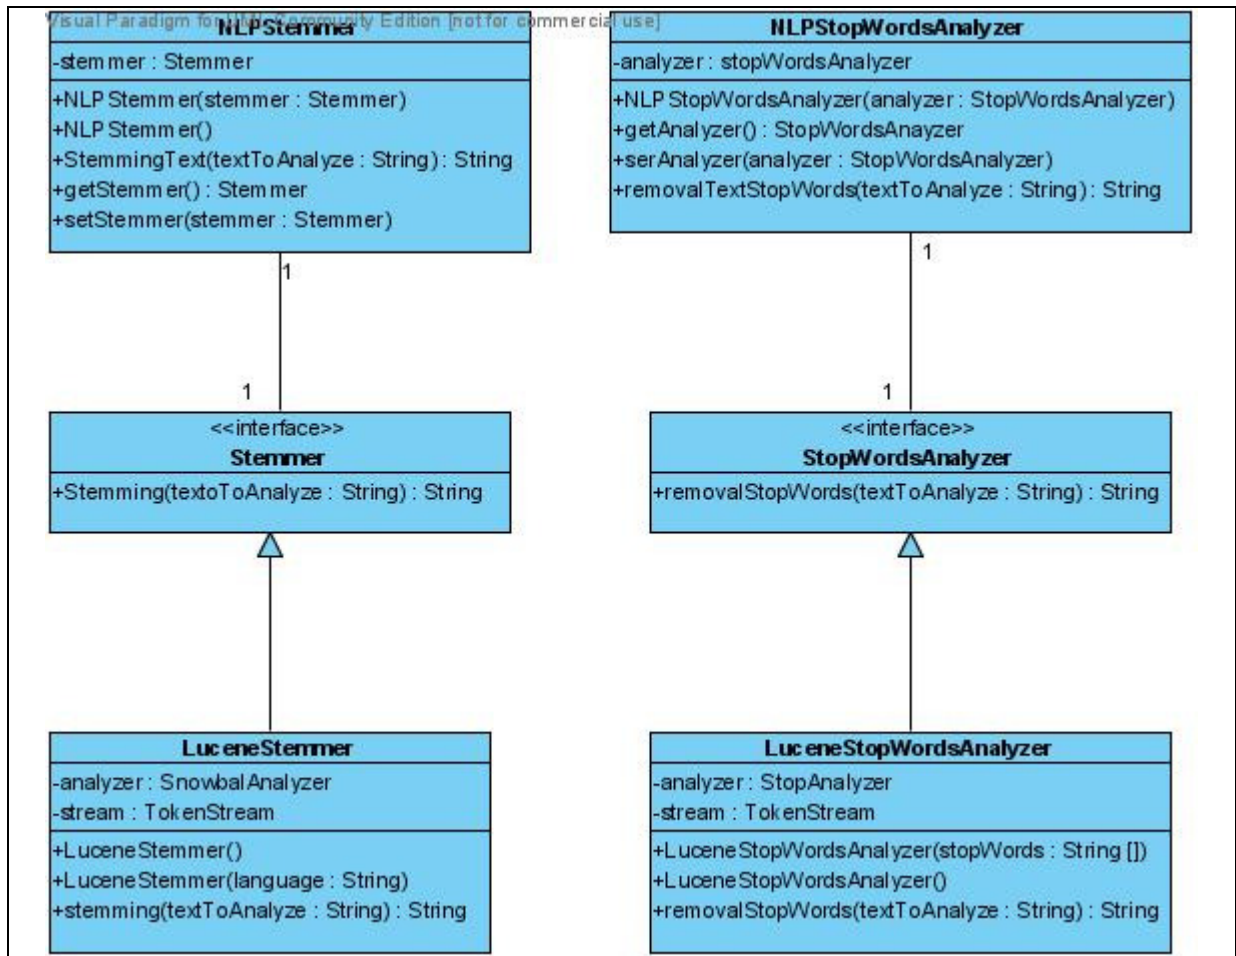 Visual Paradigm for UML Community Edition [not for commercial use]
NLPStemmer
-stemmer : Stemmer
+NLPStemmer(stemmer : Stemmer)
+NLPStemmer()
+StemmingText(textToAnalyze : String) : String
+getStemmer() : Stemmer
+setStemmer(stemmer : Stemmer)
1
1
<<interface>>
Stemmer
+Stemming(textoToAnalyze : String) : String
LuceneStemmer
-analyzer : SnowbalAnalyzer
-stream : TokenStream
+LuceneStemmer()
+LuceneStemmer(language : String)
+stemming(textToAnalyze : String) : String
NLPStopWordsAnalyzer
-analyzer : stopWordsAnalyzer
+NLPStopWordsAnalyzer(analyzer : StopWordsAnalyzer)
+getAnalyzer() : StopWordsAnayzer
+serAnalyzer(analyzer : StopWordsAnalyzer)
+removalTextStopWords(textToAnalyze : String) : String
1
1
<<interface>>
StopWordsAnalyzer
+removalStopWords(textToAnalyze : String) : String
LuceneStopWordsAnalyzer
-analyzer : StopAnalyzer
-stream : TokenStream
+LuceneStopWordsAnalyzer(stopWords : String [])
+LuceneStopWordsAnalyzer()
+removalStopWords(textToAnalyze : String) : String